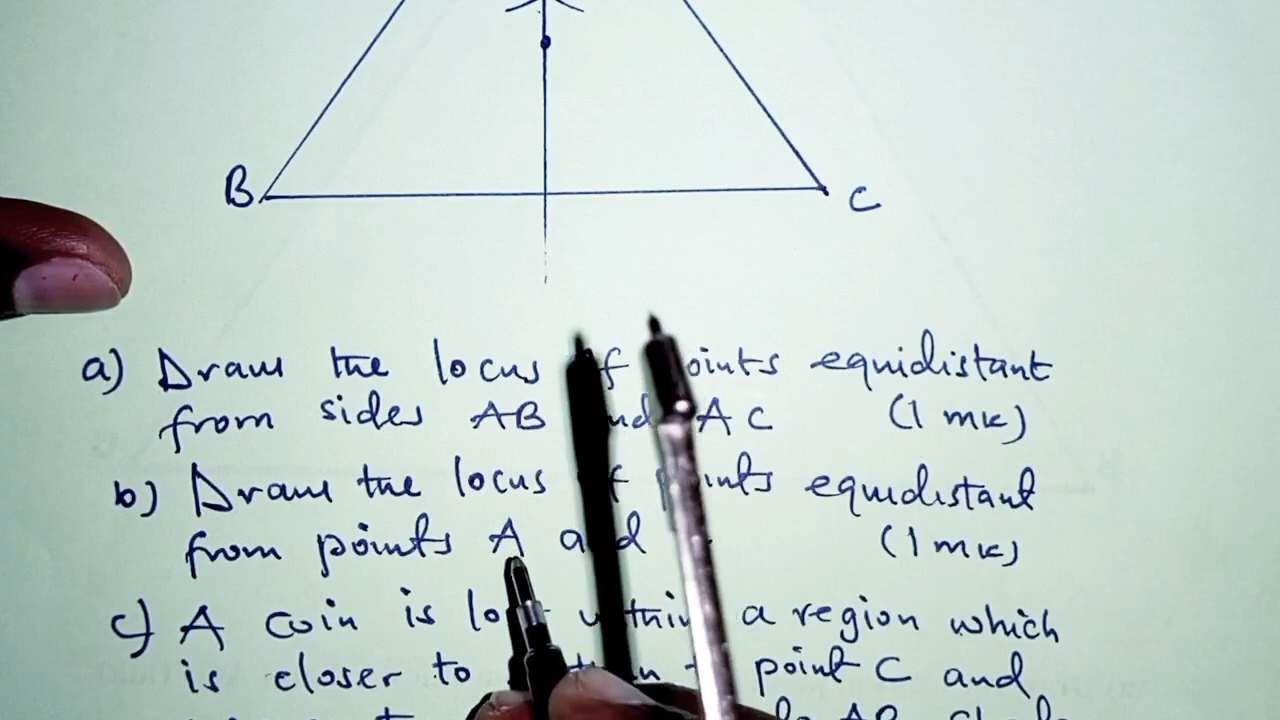 B C
a) Draw the locus of points equidistant
from sides AB and AC (1 mk)
b) Draw the locus of points equidistant
from points A and (1 mk)
c) A coin is within a region which
is closer to point C and